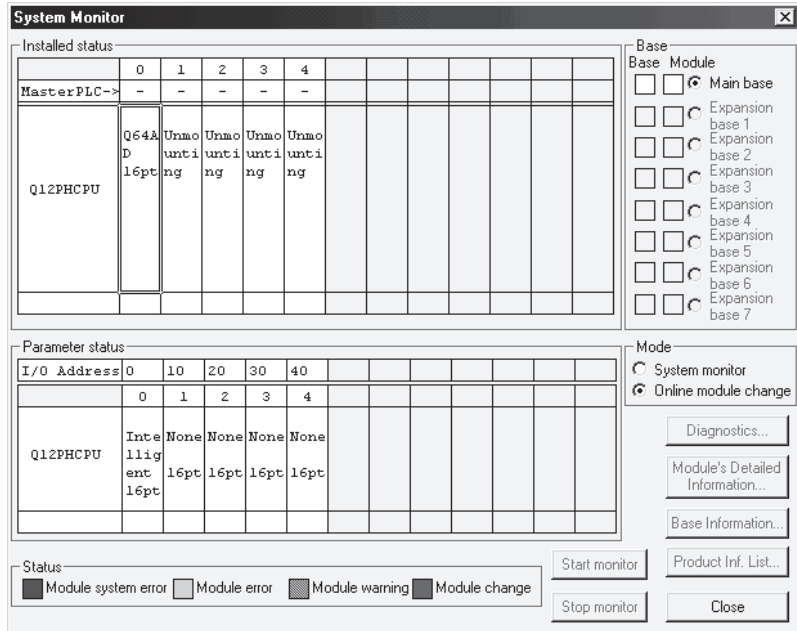 System Monitor
Installed status
0 1 2 3 4
MasterPLC-> - - - - -
Q12PHCPU
Q64A
D
16pt
Unmo
unti
ng
Unmo
unti
ng
Unmo
unti
ng
Unmo
unti
ng
Base
Base Module
Main base
Expansion
base 1
Expansion
base 2
Expansion
base 3
Expansion
base 4
Expansion
base 5
Expansion
base 6
Expansion
base 7
Parameter status
I/O Address 0 10 20 30 40
0 1 2 3 4
Q12PHCPU
Inte
llig
ent
16pt
None
16pt
None
16pt
None
16pt
None
16pt
Mode
System monitor
Online module change
Diagnostics...
Module's Detailed
Information...
Base Information...
Product Inf. List...
Status
Module system error Module error Module warning Module change
Start monitor
Stop monitor
Close